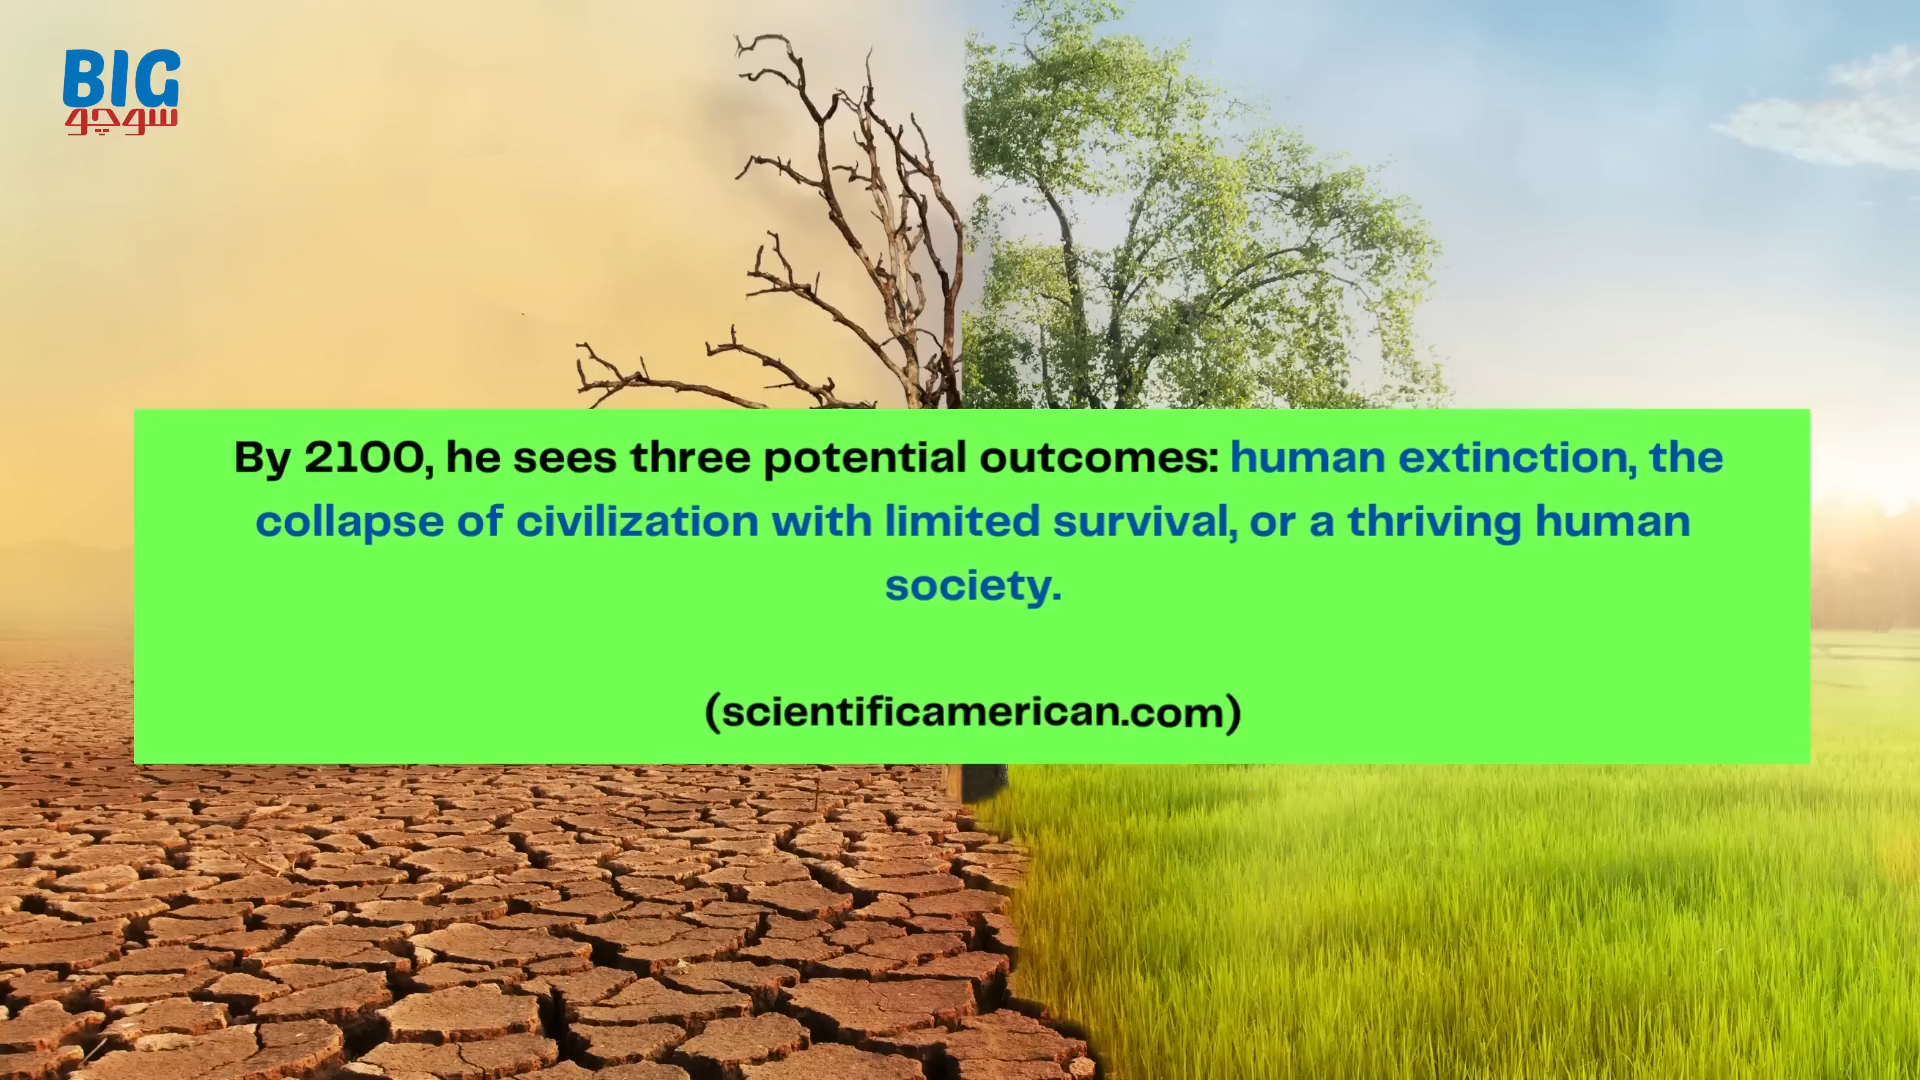 BIG
سوچو
By 2100, he sees three potential outcomes: human extinction, the
collapse of civilization with limited survival, or a thriving human
society.
(scientificamerican.com)